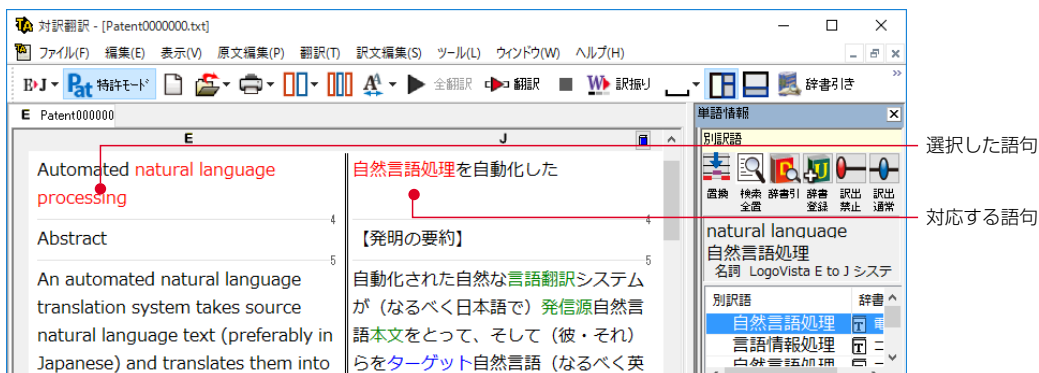 対訳翻訳 - [Patent0000000.txt]
ファイル(F) 編集(E) 表示(V) 原文編集(P) 翻訳(T) 訳文編集(S) ツール(L) ウインドウ(W) ヘルプ(H)
E▸J Pat 特許モード 全翻訳 翻訳 W 訳振り 辞書引き
E Patent000000
単語情報
E J
別訳語
Automated natural language
processing
自然言語処理を自動化した
選択した語句
置換 検索全置 辞書引 辞書登録 訳出禁止 訳出通常
4 4
対応する語句
Abstract
【発明の要約】
natural language
自然言語処理
名詞 LogoVista E to J システ
5 5
An automated natural language
translation system takes source
natural language text (preferably in
Japanese) and translates them into
自動化された自然な言語翻訳システム
が（なるべく日本語で）発信源自然言
語本文をとって、そして（彼・それ）
らをターゲット自然言語（なるべく英
別訳語 辞書
自然言語処理
言語情報処理
自然言語処理